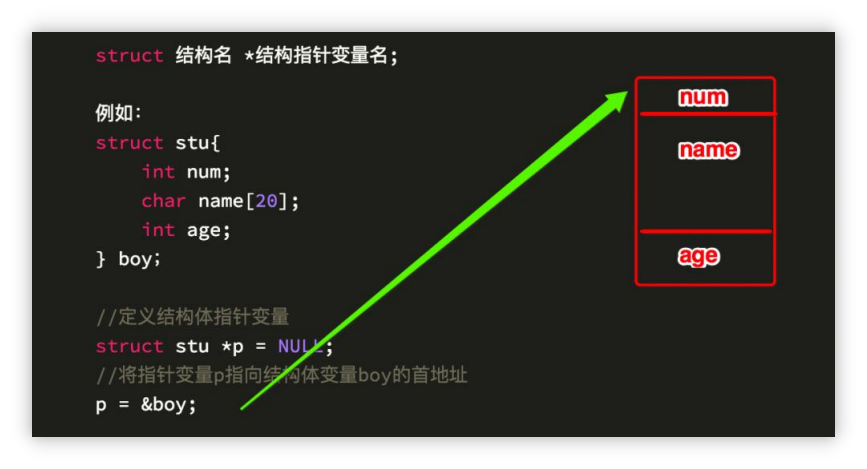 struct 结构名 *结构指针变量名;
例如:
struct stu{
int num;
char name[20];
int age;
} boy;
//定义结构体指针变量
struct stu *p = NULL;
//将指针变量p指向结构体变量boy的首地址
p = &boy;
num
name
age